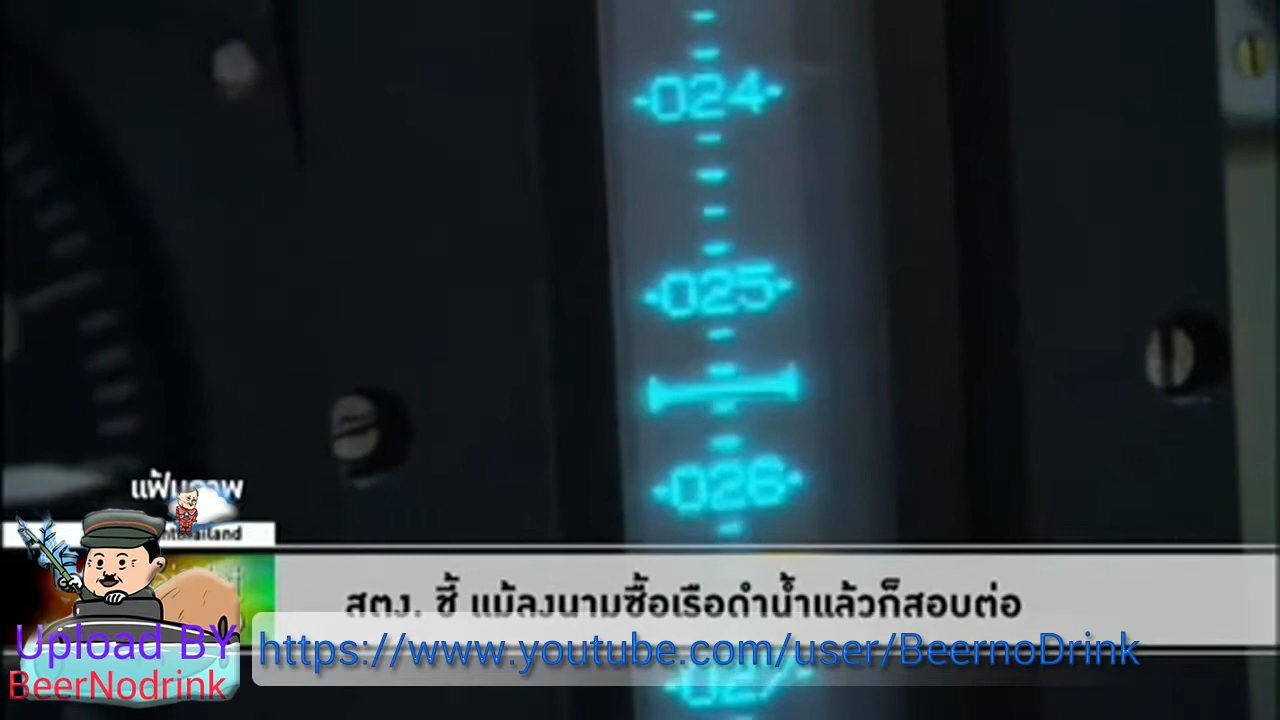 024
025
026
แฟ้มภาพ
สตง. ชี้ แม้ลงนามซื้อเรือดำน้ำแล้วก็สอบต่อ
Upload BY
BeerNodrink
https://www.youtube.com/user/BeernoDrink
027